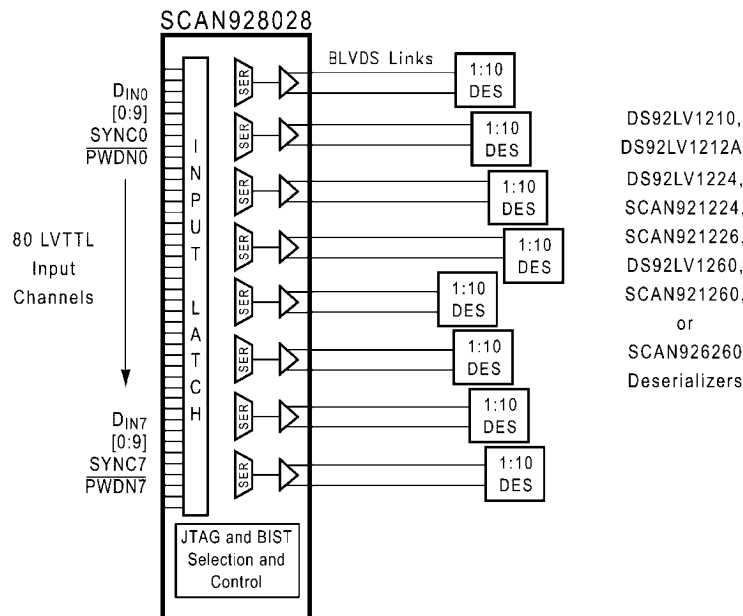 SCAN928028
BLVDS Links
DIN0
[0:9]
SYNC0
PWDN0
80 LVTTL
Input
Channels
DIN7
[0:9]
SYNC7
PWDN7
INPUT LATCH
SER
SER
SER
SER
SER
SER
SER
SER
1:10
DES
1:10
DES
1:10
DES
1:10
DES
1:10
DES
1:10
DES
1:10
DES
1:10
DES
JTAG and BIST
Selection and
Control
DS92LV1210,
DS92LV1212A
DS92LV1224,
SCAN921224,
SCAN921226,
DS92LV1260,
SCAN921260,
or
SCAN926260
Deserializers